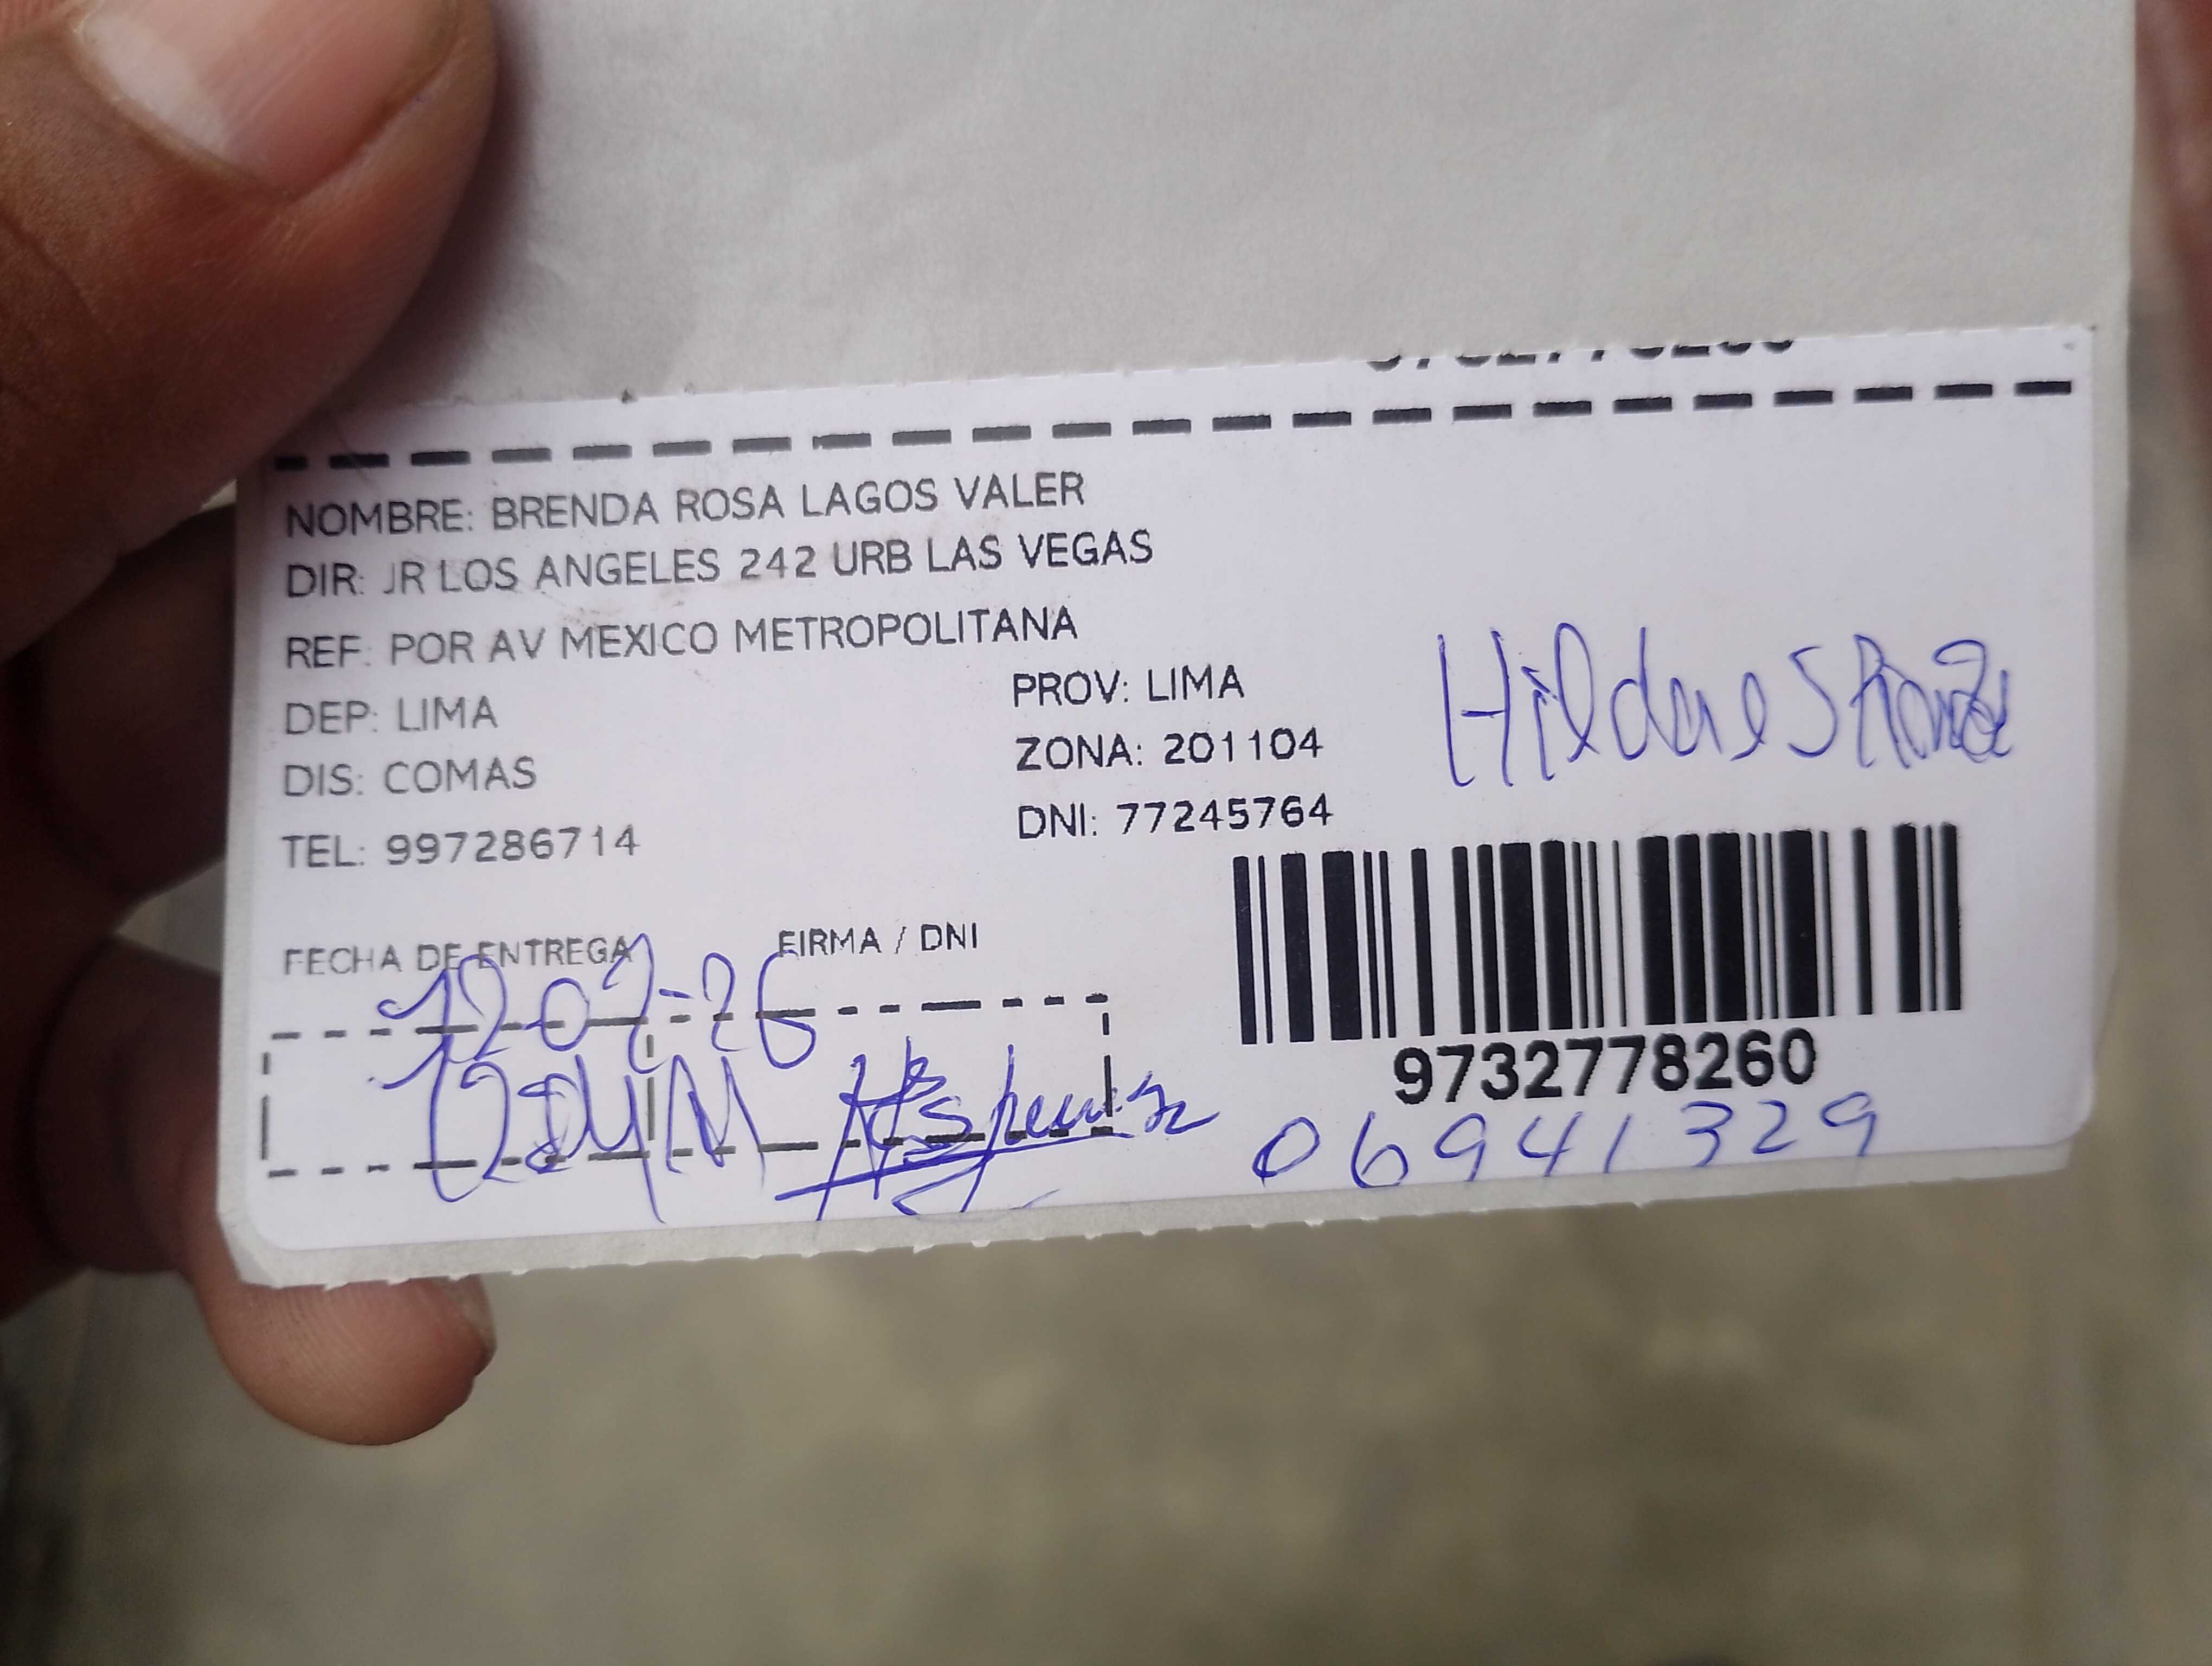 NOMBRE: BRENDA ROSA LAGOS VALER
DIR: JR LOS ANGELES 242 URB LAS VEGAS
REF: POR AV MEXICO METROPOLITANA
DEP: LIMA
PROV: LIMA
DIS: COMAS
ZONA: 201104
TEL: 997286714
DNI: 77245764
FECHA DE ENTREGA
FIRMA / DNI
9732778260
06941329